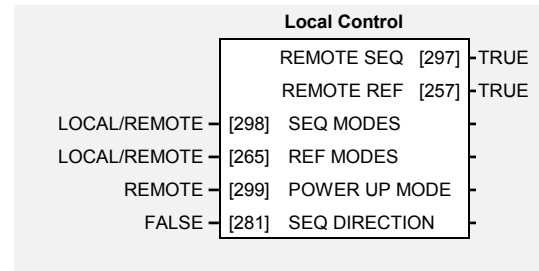 Local Control
REMOTE SEQ [297] TRUE
REMOTE REF [257] TRUE
LOCAL/REMOTE [298] SEQ MODES
LOCAL/REMOTE [265] REF MODES
REMOTE [299] POWER UP MODE
FALSE [281] SEQ DIRECTION